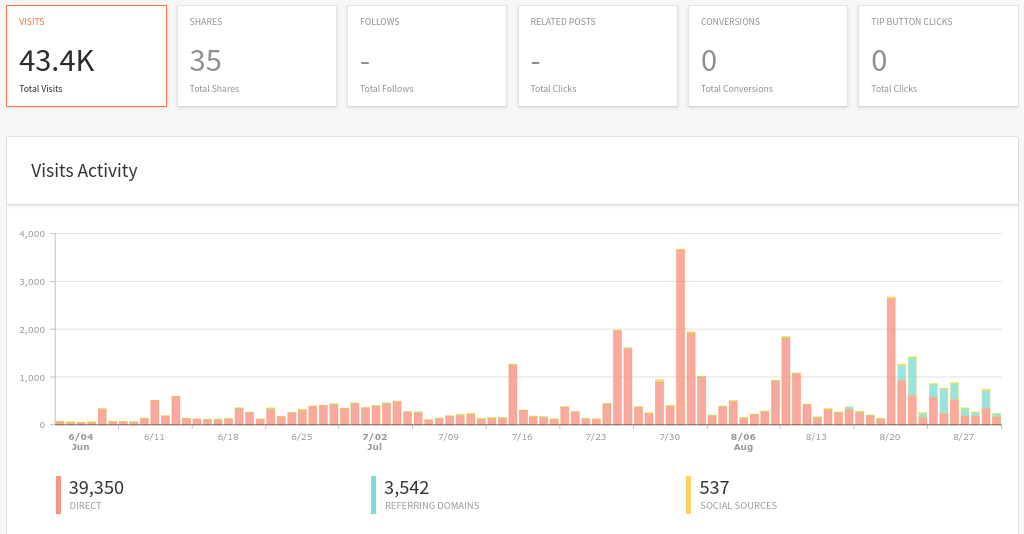 VISITS
43.4K
Total Visits
SHARES
35
Total Shares
FOLLOWS
-
Total Follows
RELATED POSTS
-
Total Clicks
CONVERSIONS
0
Total Conversions
TIP BUTTON CLICKS
0
Total Clicks
Visits Activity
4,000
3,000
2,000
1,000
0
6/04 6/11 6/18 6/25 7/02 7/09 7/16 7/23 7/30 8/06 8/13 8/20 8/27
Jun Jul Aug
39,350
DIRECT
3,542
REFERRING DOMAINS
537
SOCIAL SOURCES